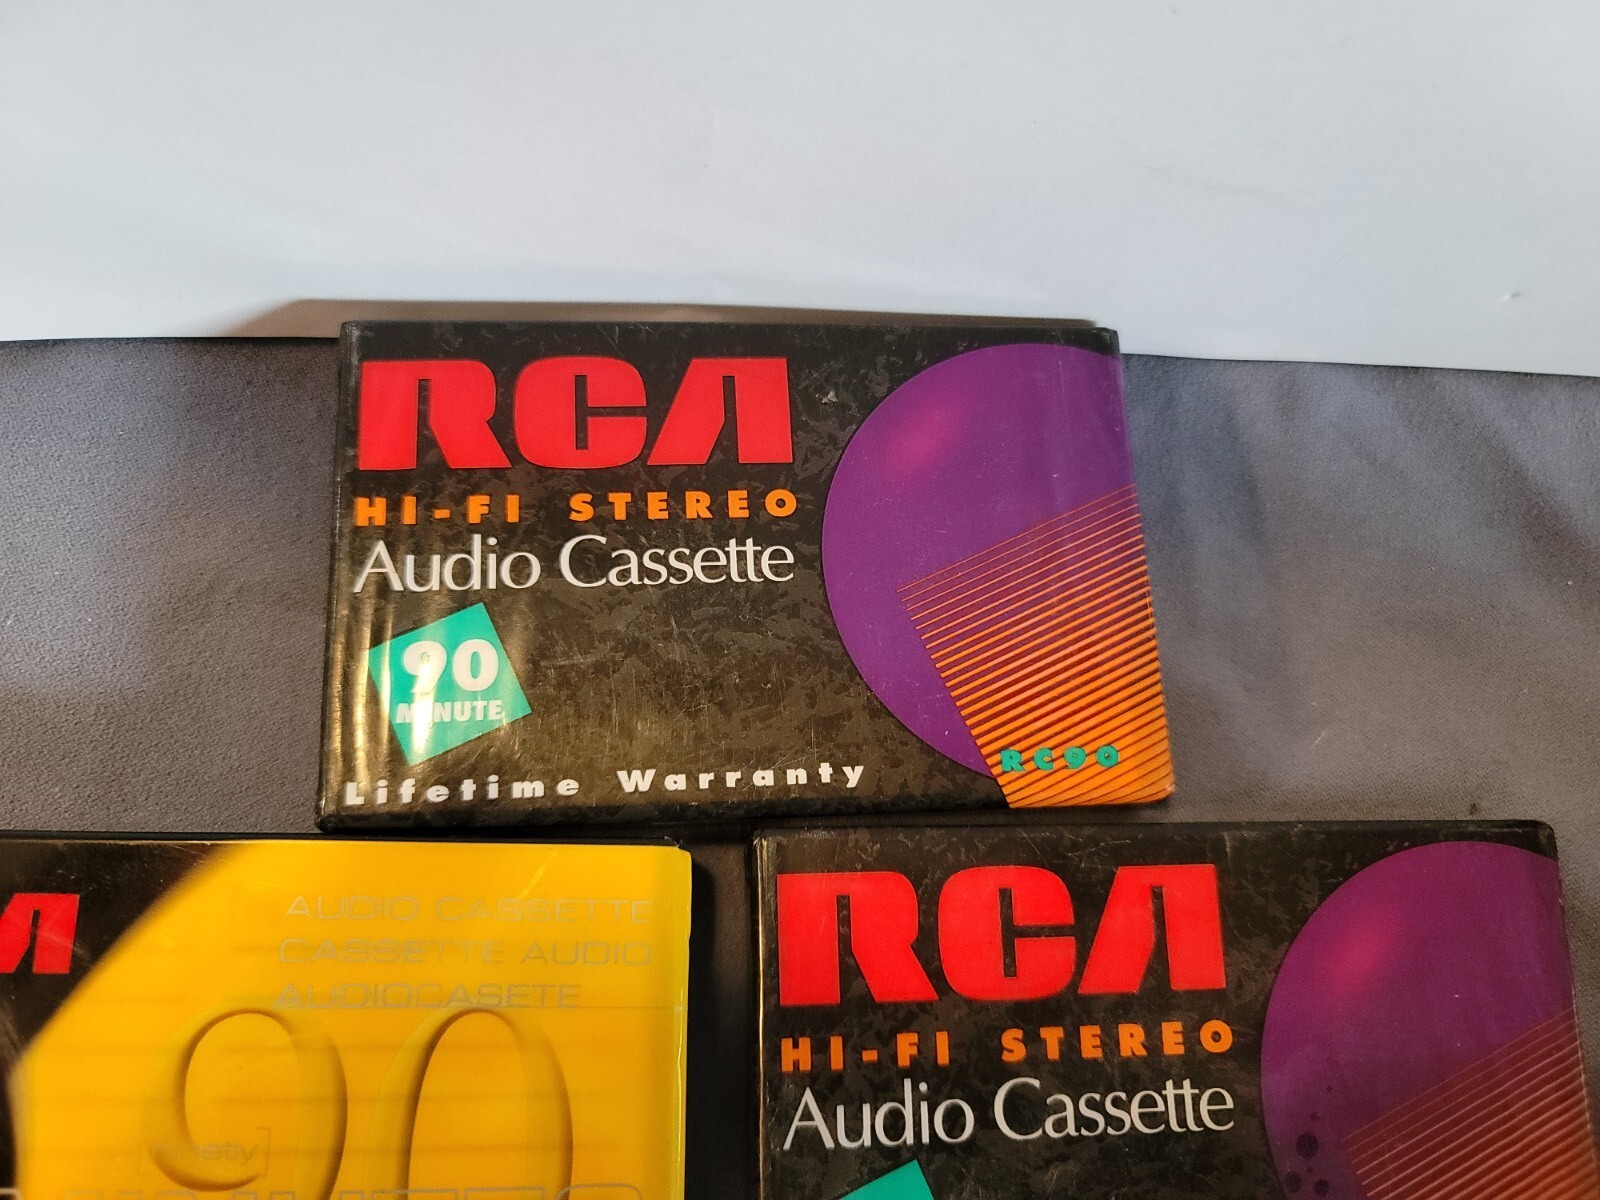 RCA
HI-FI STEREO
Audio Cassette
90
MINUTE
Lifetime Warranty
RC90
AUDIO CASSETTE
CASSETTE AUDIO
AUDIOCASETE
90
[ninety]
RCA
HI-FI STEREO
Audio Cassette